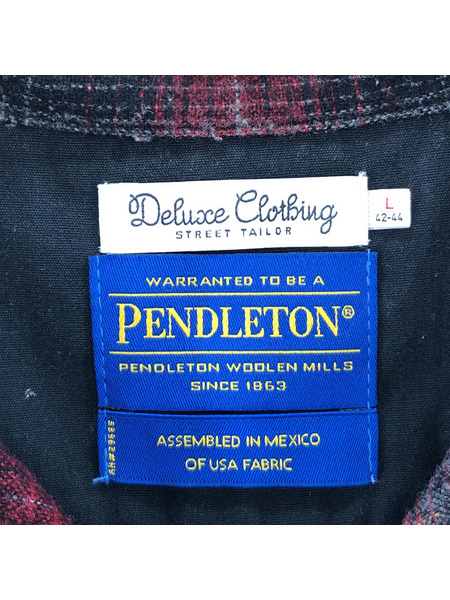 Deluxe Clothing
STREET TAILOR
L
42-44
WARRANTED TO BE A
PENDLETON®
PENDLETON WOOLEN MILLS
SINCE 1863
ASSEMBLED IN MEXICO
OF USA FABRIC